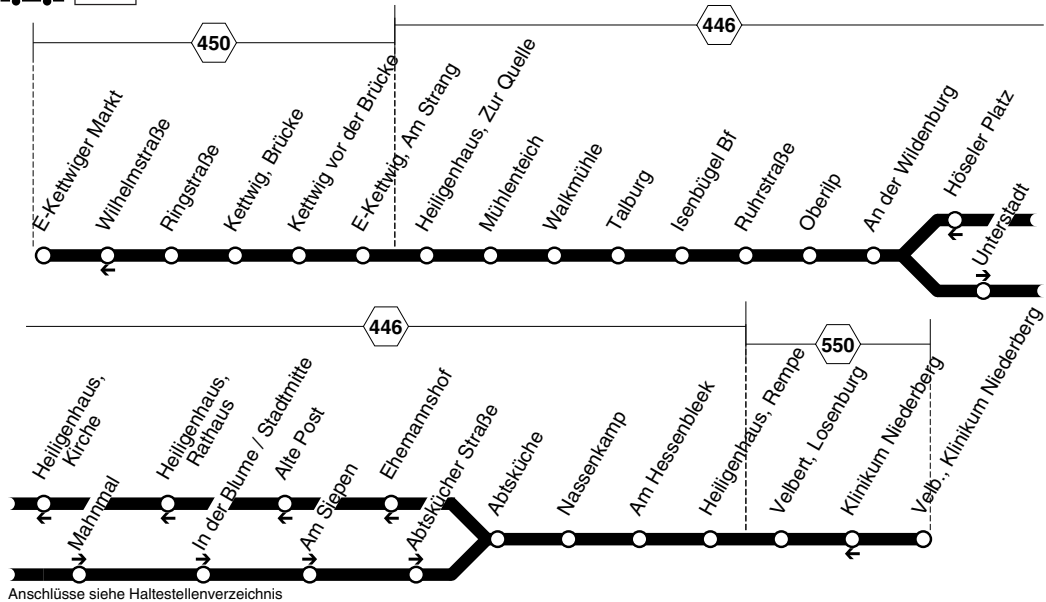 450
446
E-Kettwiger Markt
Wilhelmstraße
Ringstraße
Kettwig, Brücke
Kettwig vor der Brücke
E-Kettwig, Am Strang
Heiligenhaus, Zur Quelle
Mühlenteich
Walkmühle
Talburg
Isenbügel Bf
Ruhrstraße
Oberilp
An der Wildenburg
Höseler Platz
Unterstadt
446
550
Heiligenhaus,
Kirche
Mahnmal
Heiligenhaus,
Rathaus
In der Blume / Stadtmitte
Alte Post
Am Siepen
Ehemannshof
Abtskücher Straße
Abtsküche
Nassenkamp
Am Hessenbleek
Heiligenhaus, Rempe
Velbert, Losenburg
Klinikum Niederberg
Velb., Klinikum Niederberg
Anschlüsse siehe Haltestellenverzeichnis